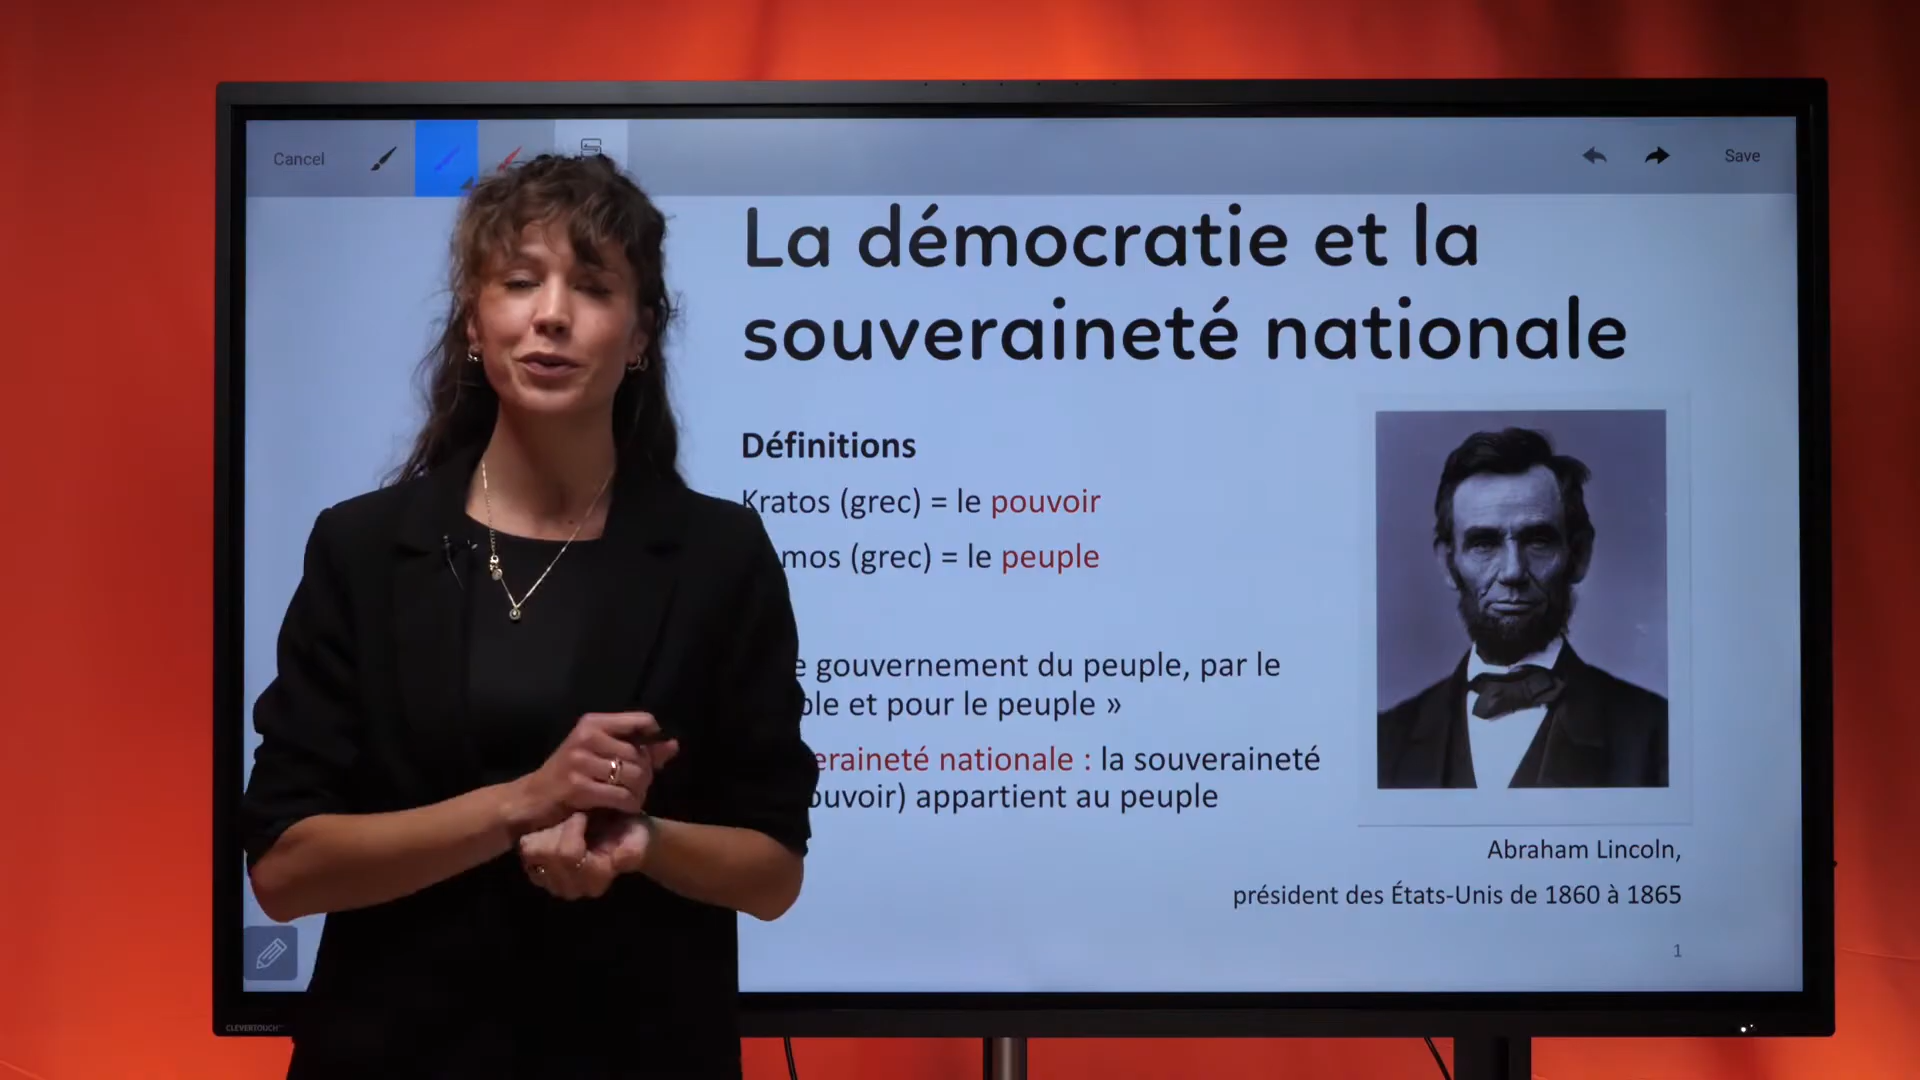 Cancel
Save
La démocratie et la
souveraineté nationale
Définitions
Kratos (grec) = le pouvoir
mos (grec) = le peuple
e gouvernement du peuple, par le
ple et pour le peuple »
eraineté nationale : la souveraineté
ouvoir) appartient au peuple
Abraham Lincoln,
président des États-Unis de 1860 à 1865
1
CLEVERTOUCH